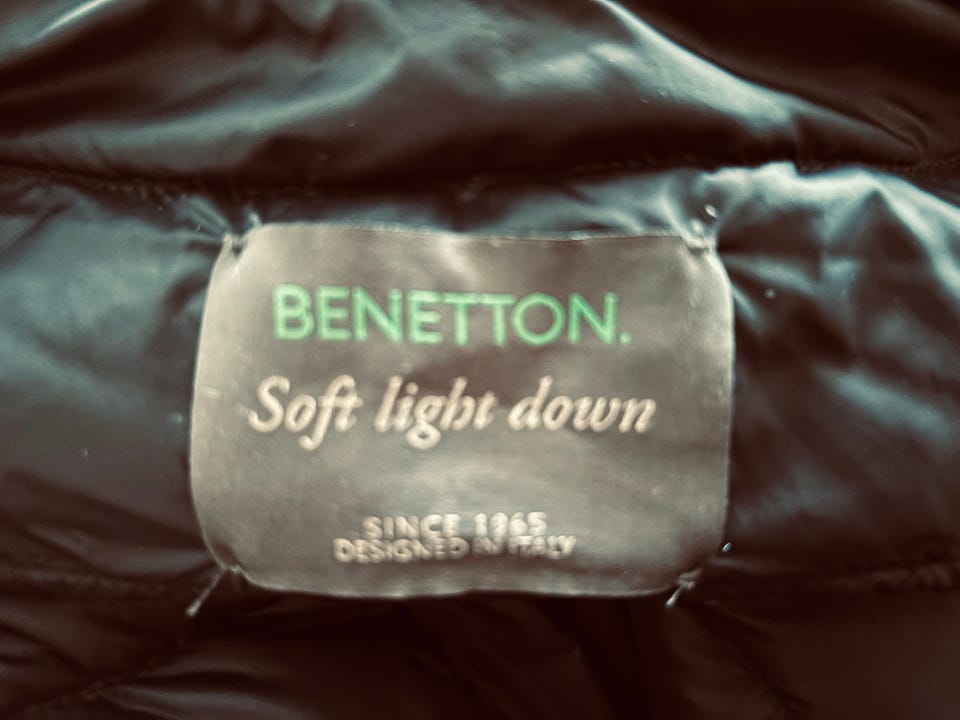 BENETTON.
Soft light down
SINCE 1965
DESIGNED IN ITALY